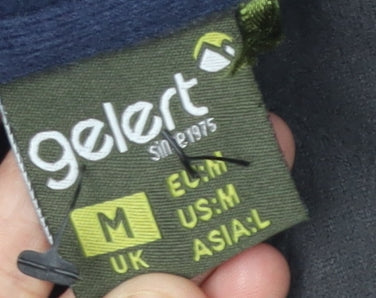 gelert
Since 1975
M
UK
EU:M
US:M
ASIA:L